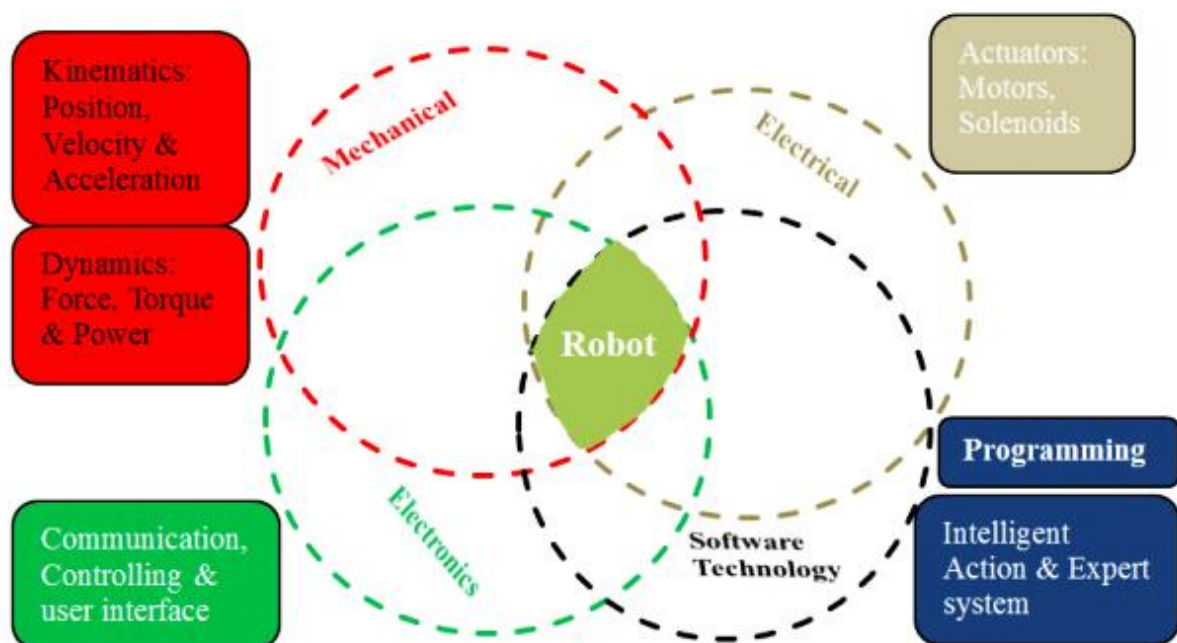 Kinematics:
Position,
Velocity &
Acceleration
Dynamics:
Force, Torque
& Power
Mechanical
Electrical
Actuators:
Motors,
Solenoids
Robot
Electronics
Software
Technology
Communication,
Controlling &
user interface
Programming
Intelligent
Action & Expert
system